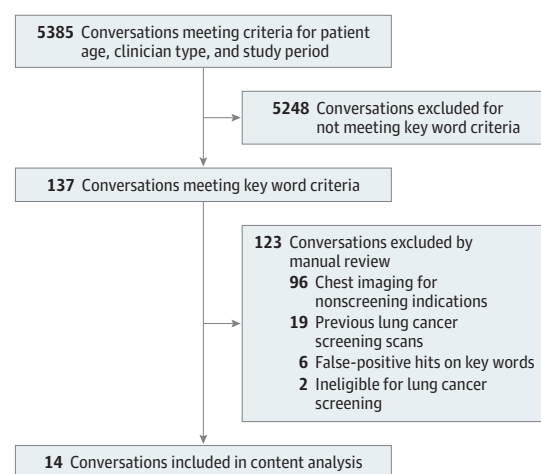 5385 Conversations meeting criteria for patient
age, clinician type, and study period
5248 Conversations excluded for
not meeting key word criteria
137 Conversations meeting key word criteria
123 Conversations excluded by
manual review
96 Chest imaging for
nonscreening indications
19 Previous lung cancer
screening scans
6 False-positive hits on key words
2 Ineligible for lung cancer
screening
14 Conversations included in content analysis